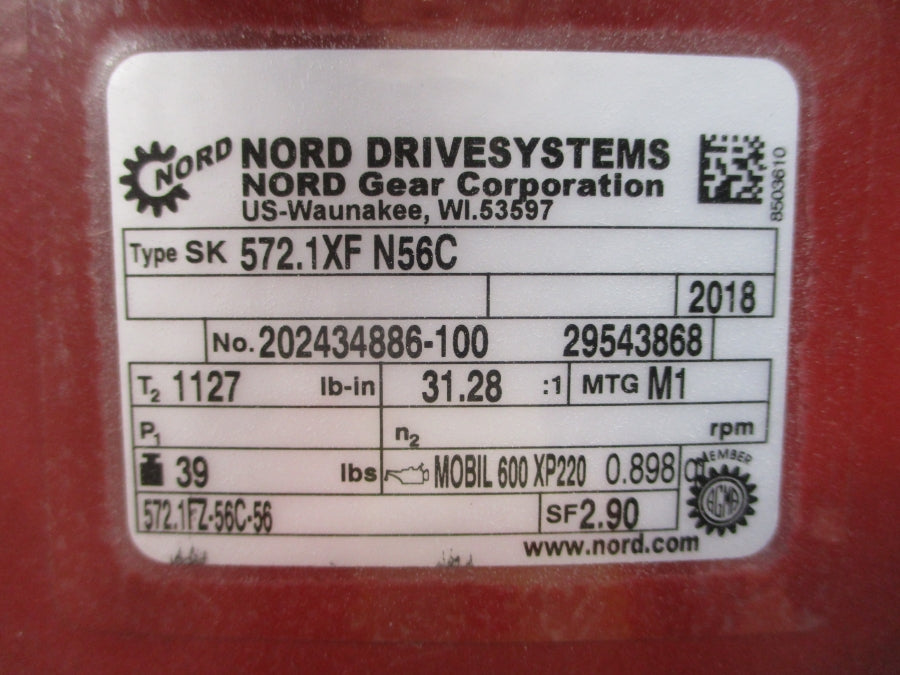 NORD
NORD DRIVESYSTEMS
NORD Gear Corporation
US-Waunakee, WI.53597
8503610
Type SK 572.1XF N56C
2018
No. 202434886-100 29543868
T2 1127 lb-in 31.28 :1 MTG M1
P1 n2 rpm
39 lbs MOBIL 600 XP220 0.898 qt
MEMBER
AGMA
572.1FZ-56C-56 SF 2.90
www.nord.com